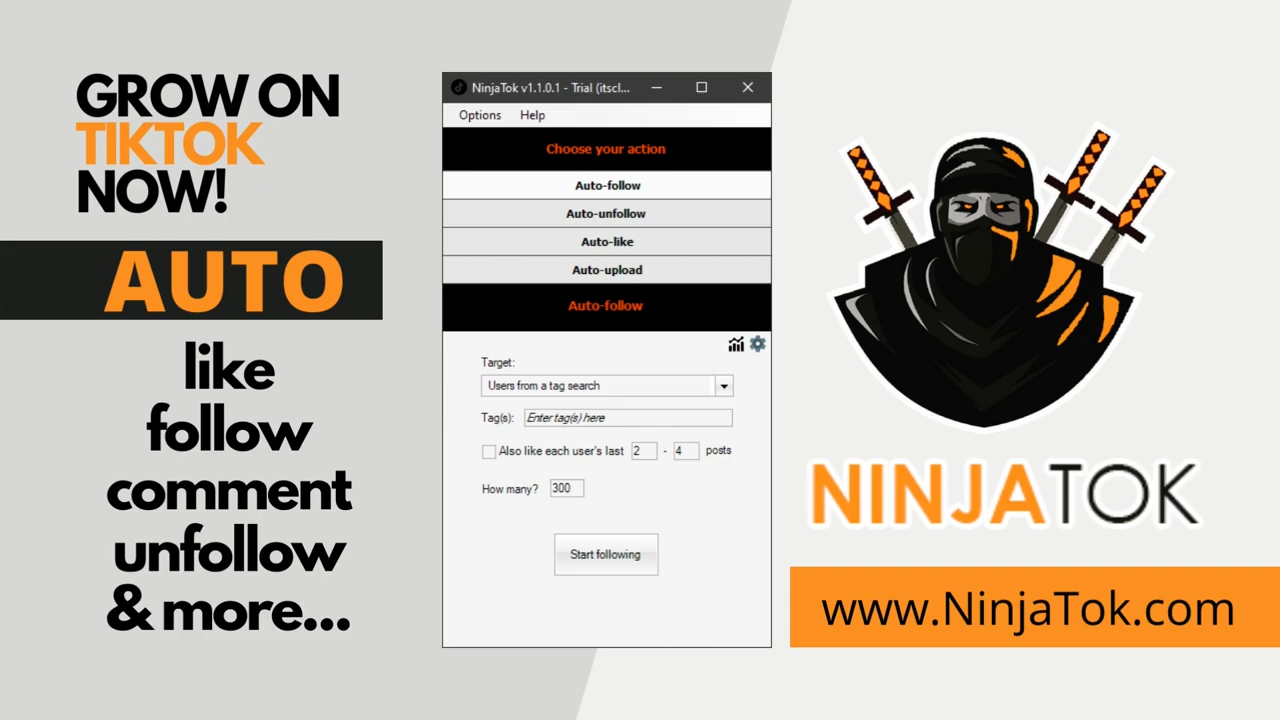 GROW ON
TIKTOK
NOW!
AUTO
like
follow
comment
unfollow
& more...
NinjaTok v1.1.0.1 - Trial (itscl...
Options Help
Choose your action
Auto-follow
Auto-unfollow
Auto-like
Auto-upload
Auto-follow
Target:
Users from a tag search
Tag(s): Enter tag(s) here
Also like each user's last 2 - 4 posts
How many? 300
Start following
NINJATOK
www.NinjaTok.com